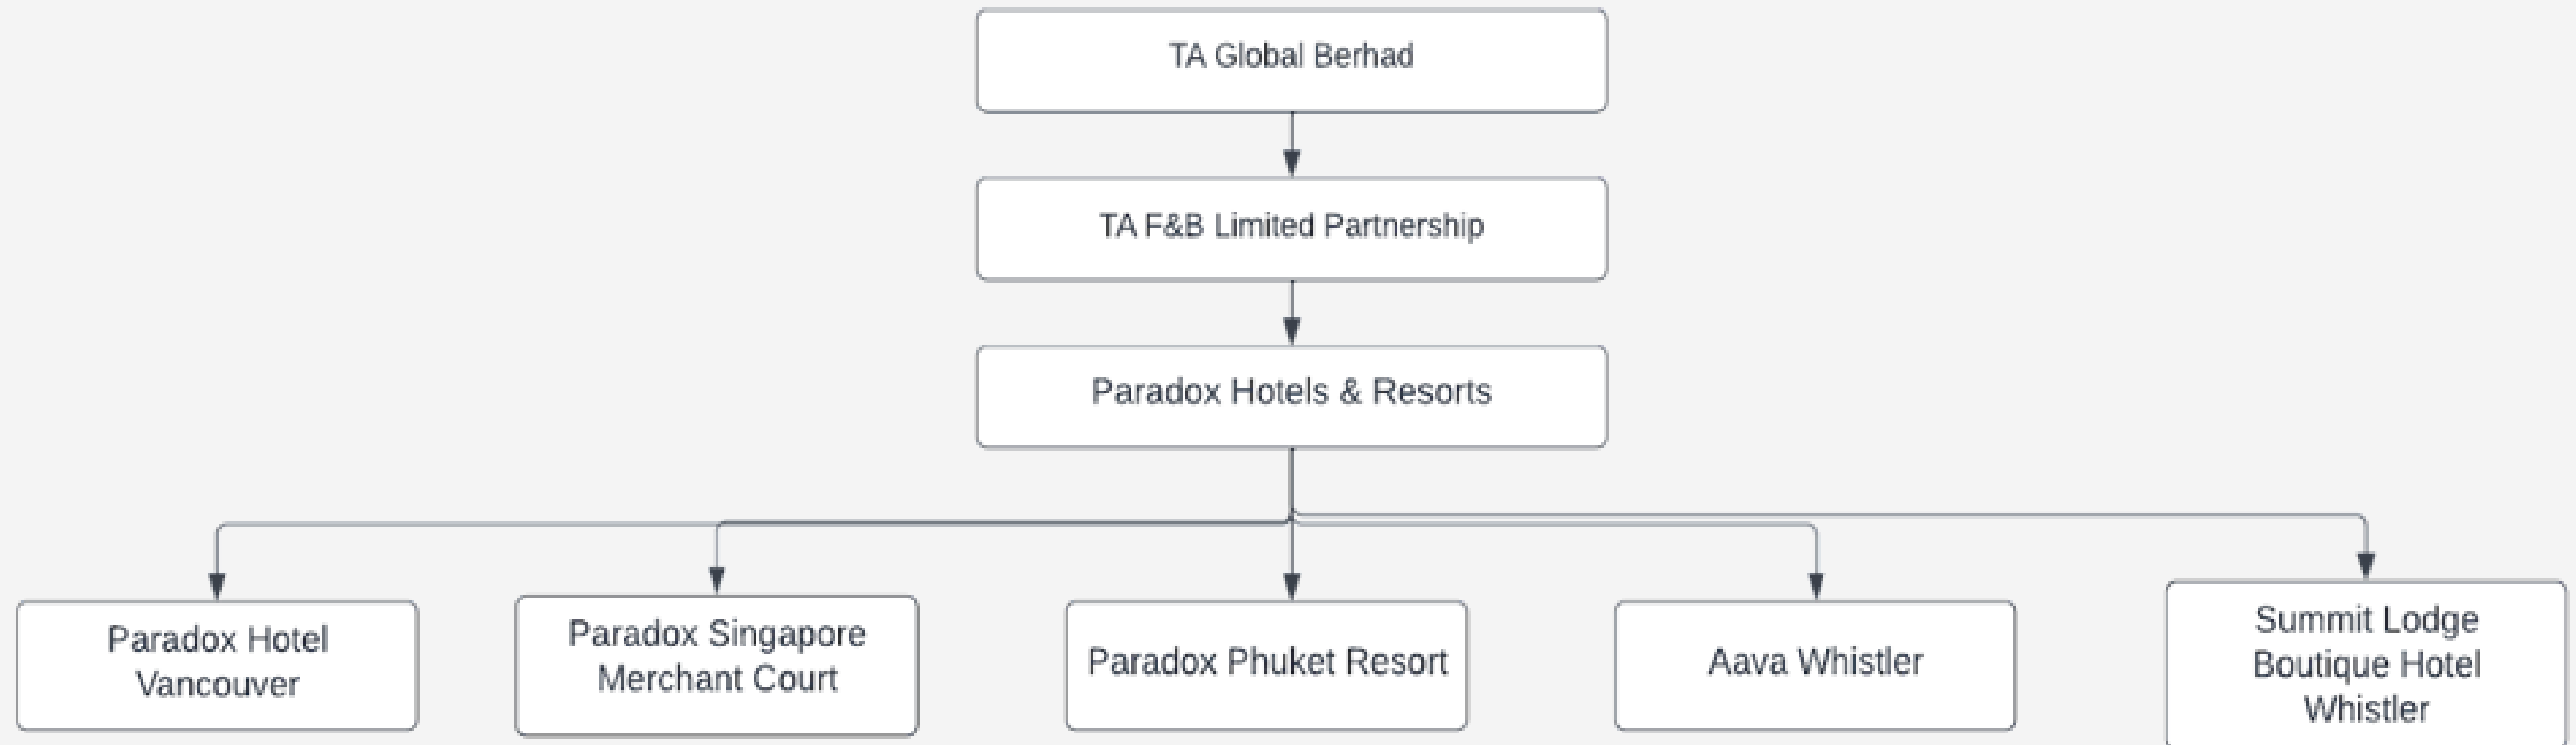 TA Global Berhad
TA F&B Limited Partnership
Paradox Hotels & Resorts
Paradox Hotel
Vancouver
Paradox Singapore
Merchant Court
Paradox Phuket Resort
Aava Whistler
Summit Lodge
Boutique Hotel
Whistler